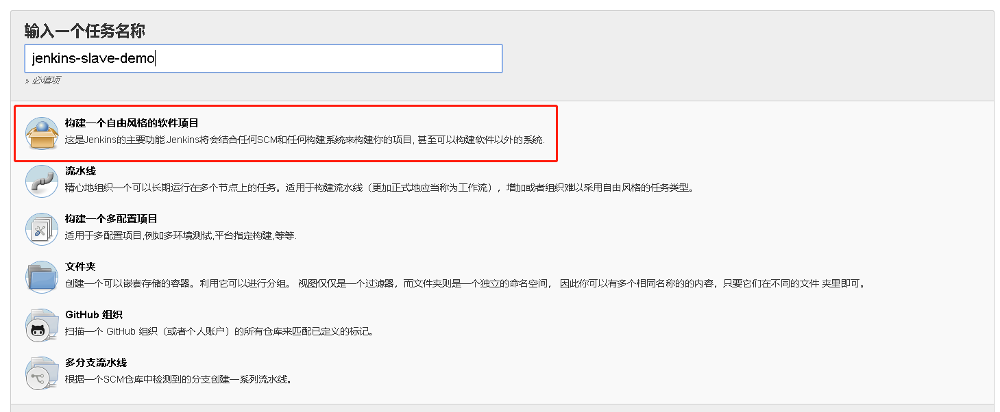 输入一个任务名称
jenkins-slave-demo
» 必填项
构建一个自由风格的软件项目
这是Jenkins的主要功能.Jenkins将会结合任何SCM和任何构建系统来构建你的项目, 甚至可以构建软件以外的系统.
流水线
精心地组织一个可以长期运行在多个节点上的任务。适用于构建流水线（更加正式地应当称为工作流），增加或者组织难以采用自由风格的任务类型。
构建一个多配置项目
适用于多配置项目,例如多环境测试,平台指定构建,等等.
文件夹
创建一个可以嵌套存储的容器。利用它可以进行分组。 视图仅仅是一个过滤器，而文件夹则是一个独立的命名空间， 因此你可以有多个相同名称的的内容，只要它们在不同的文件 夹里即可。
GitHub 组织
扫描一个 GitHub 组织（或者个人账户）的所有仓库来匹配已定义的标记。
多分支流水线
根据一个SCM仓库中检测到的分支创建一系列流水线。